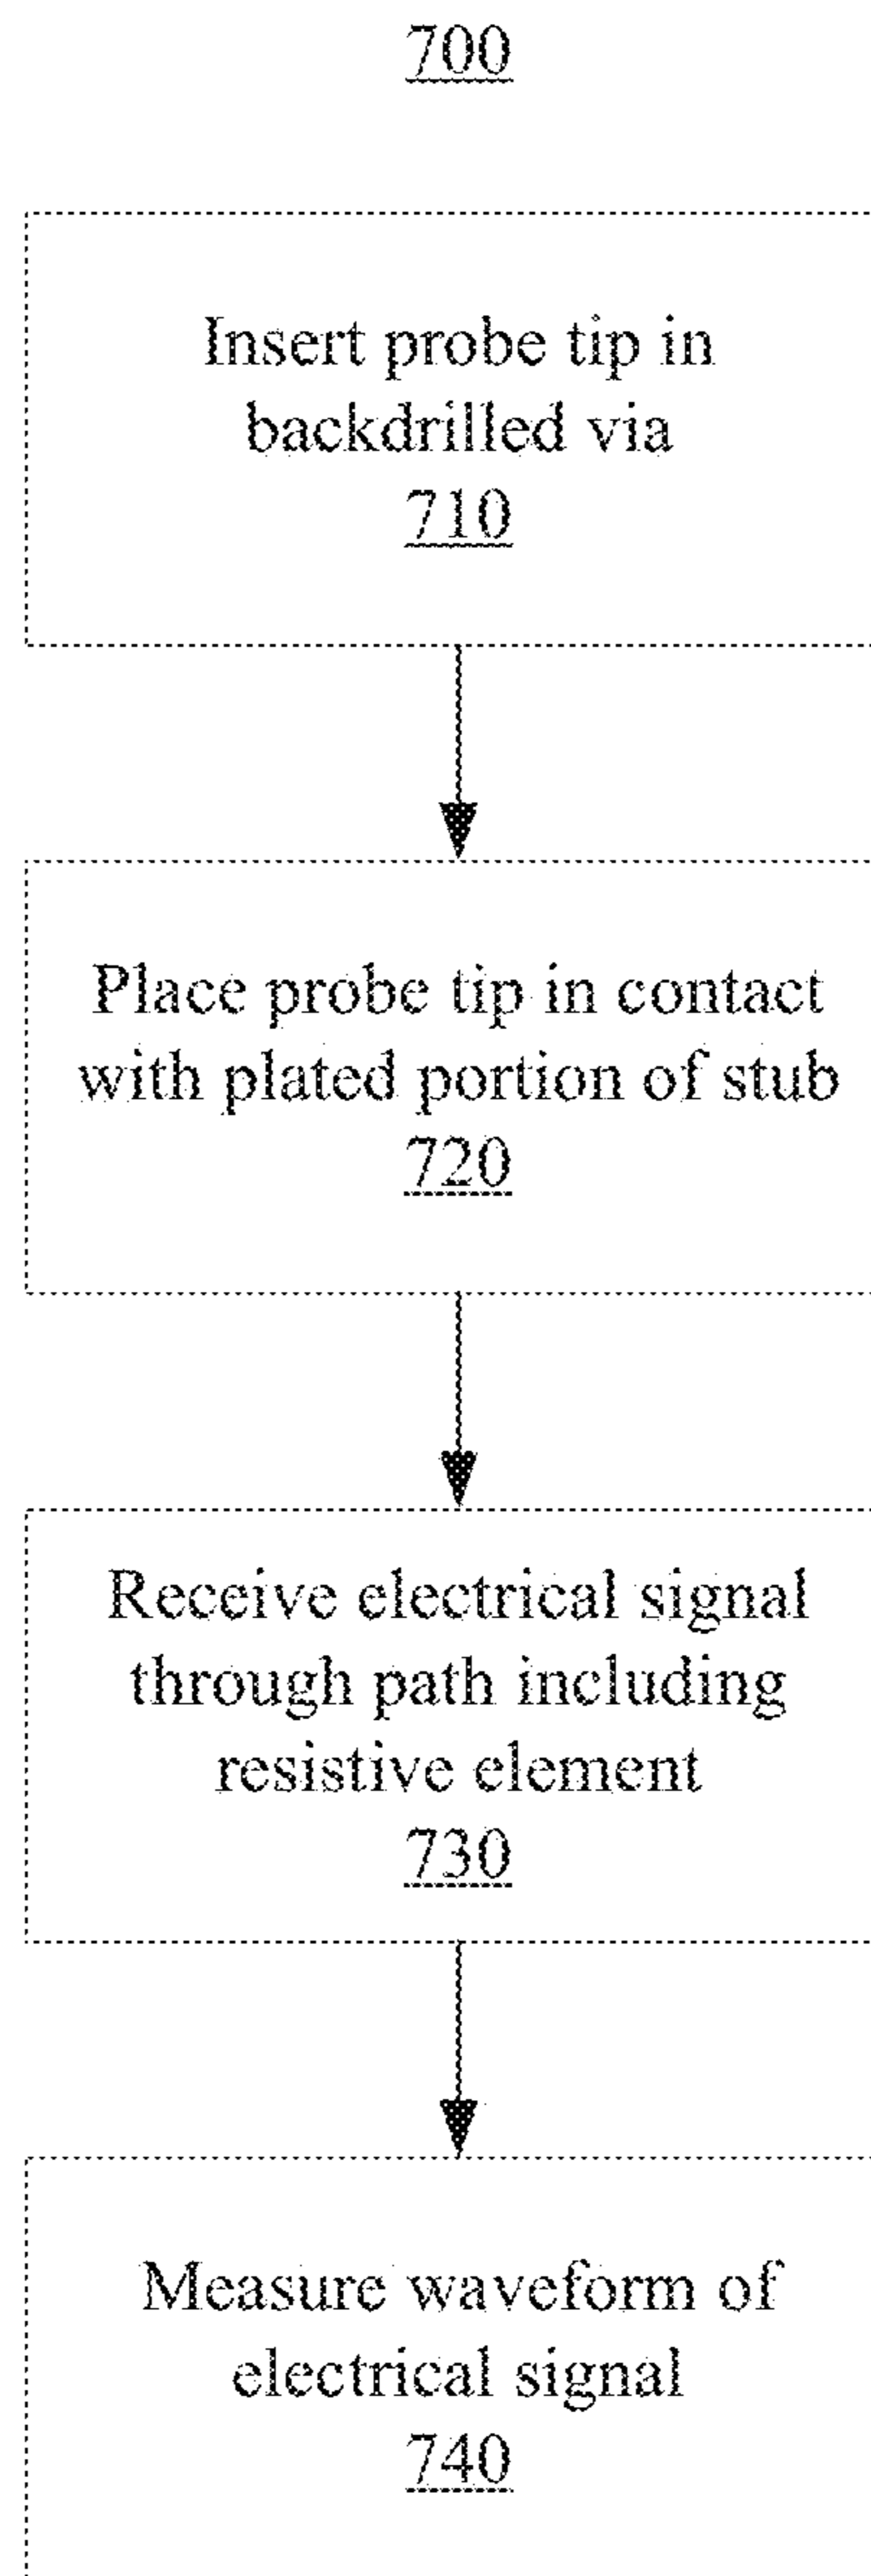 700
Insert probe tip in
backdrilled via
710
Place probe tip in contact
with plated portion of stub
720
Receive electrical signal
through path including
resistive element
730
Measure waveform of
electrical signal
740